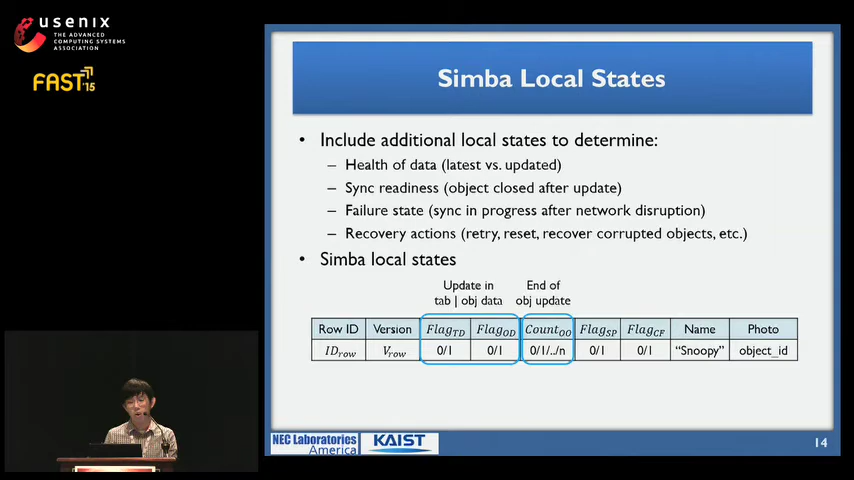 usenix
THE ADVANCED
COMPUTING SYSTEMS
ASSOCIATION
FAST '15
Simba Local States
• Include additional local states to determine:
– Health of data (latest vs. updated)
– Sync readiness (object closed after update)
– Failure state (sync in progress after network disruption)
– Recovery actions (retry, reset, recover corrupted objects, etc.)
• Simba local states
Update in
tab | obj data
End of
obj update
Row ID Version Flag_TD Flag_OD Count_OO Flag_SP Flag_CF Name Photo
ID_row V_row 0/1 0/1 0/1/../n 0/1 0/1 “Snoopy” object_id
NEC Laboratories
America
KAIST
14